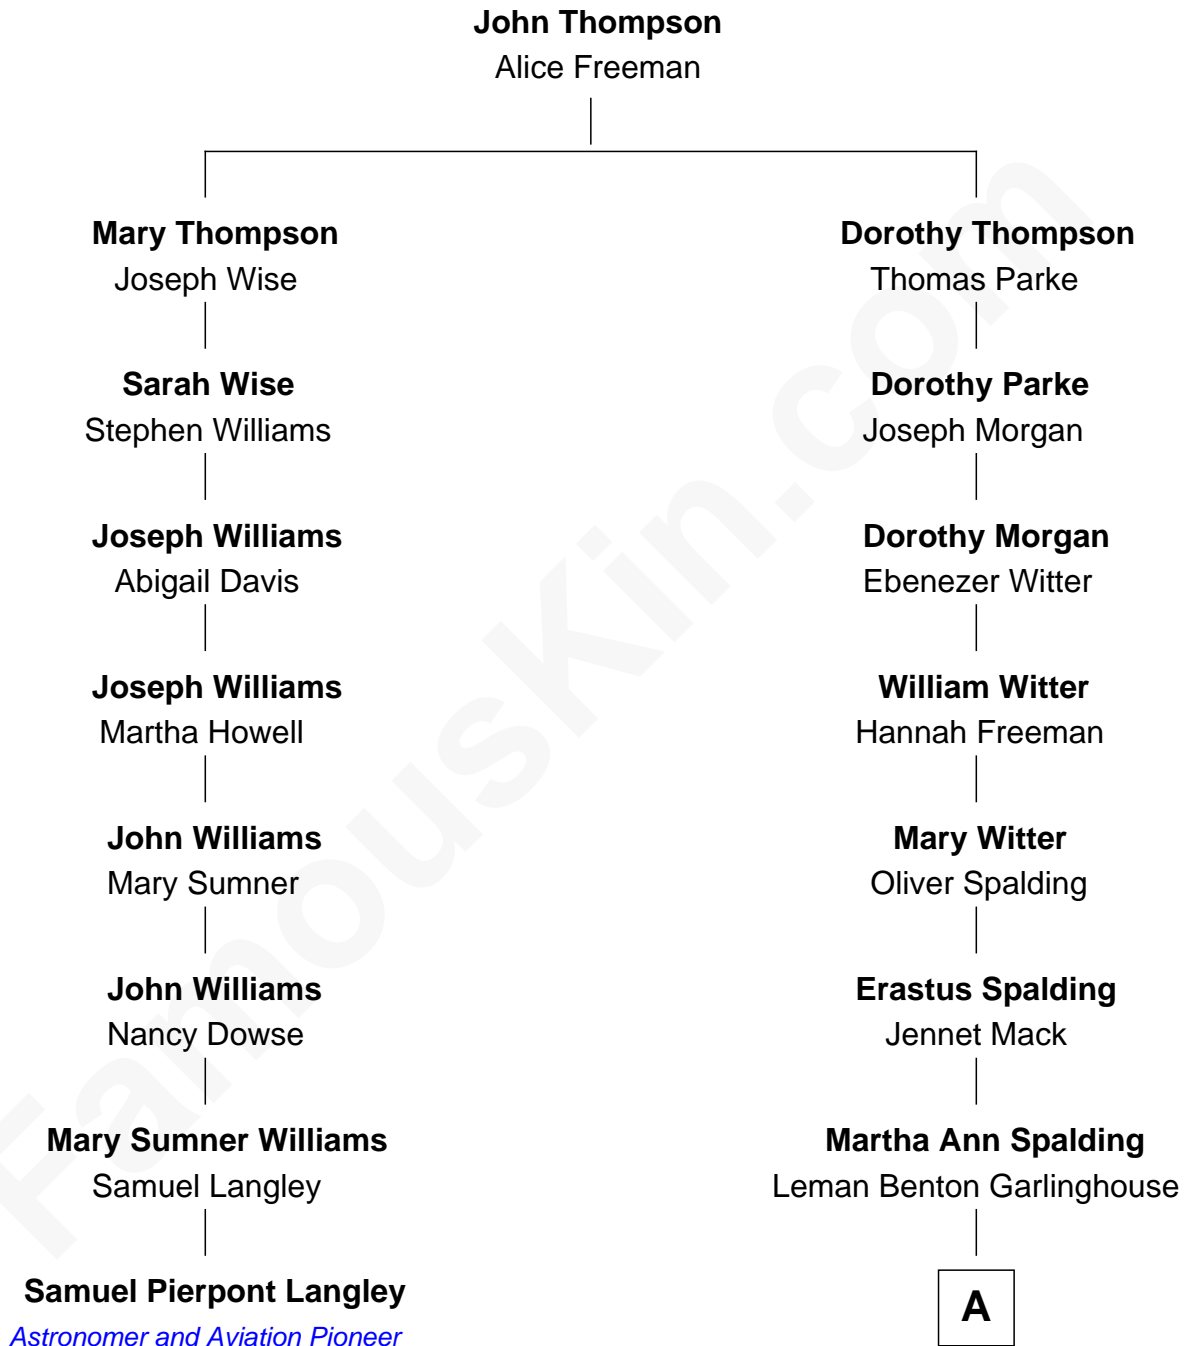 John Thompson
Alice Freeman
Mary Thompson
Joseph Wise
Sarah Wise
Stephen Williams
Joseph Williams
Abigail Davis
Joseph Williams
Martha Howell
John Williams
Mary Sumner
John Williams
Nancy Dowse
Mary Sumner Williams
Samuel Langley
Samuel Pierpont Langley
Astronomer and Aviation Pioneer
Dorothy Thompson
Thomas Parke
Dorothy Parke
Joseph Morgan
Dorothy Morgan
Ebenezer Witter
William Witter
Hannah Freeman
Mary Witter
Oliver Spalding
Erastus Spalding
Jennet Mack
Martha Ann Spalding
Leman Benton Garlinghouse
A
FamousKin.com